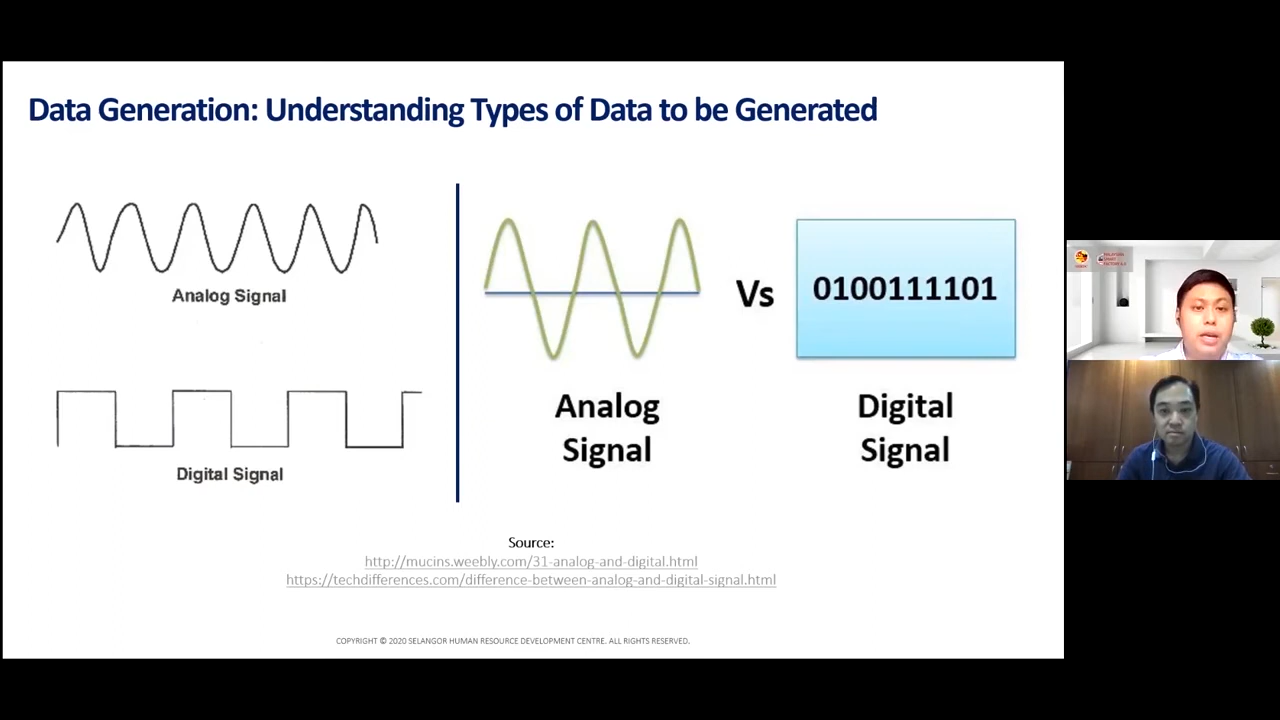 Data Generation: Understanding Types of Data to be Generated
Analog Signal
Digital Signal
Analog
Signal
Vs
0100111101
Digital
Signal
Source:
http://mucins.weebly.com/31-analog-and-digital.html
https://techdifferences.com/difference-between-analog-and-digital-signal.html
COPYRIGHT © 2020 SELANGOR HUMAN RESOURCE DEVELOPMENT CENTRE. ALL RIGHTS RESERVED.